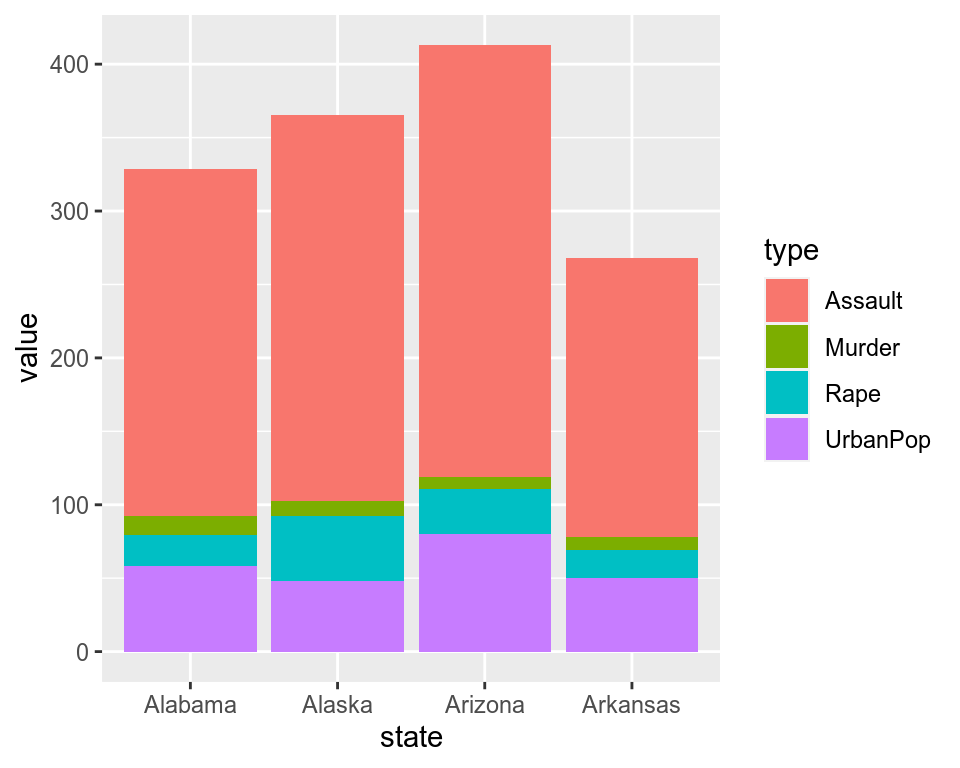 400
300
200
100
0
value
Alabama
Alaska
Arizona
Arkansas
state
type
Assault
Murder
Rape
UrbanPop